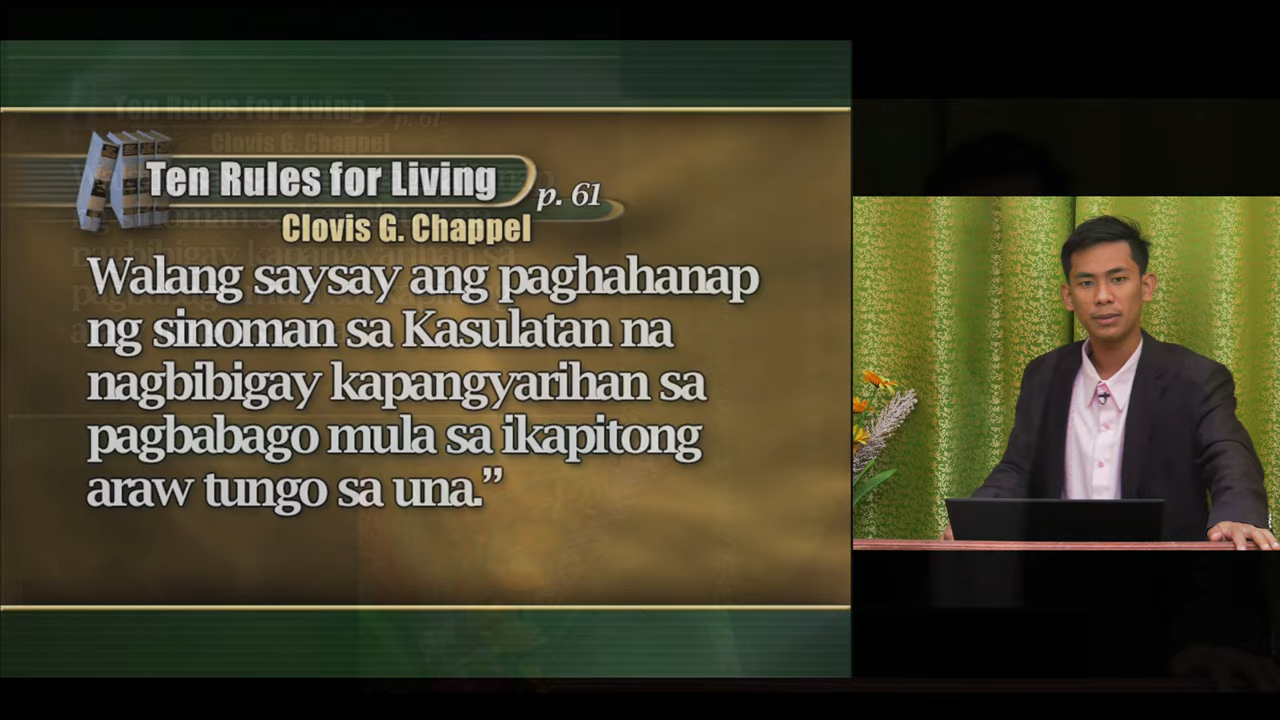 Ten Rules for Living
p. 61
Clovis G. Chappel
Walang saysay ang paghahanap
ng sinoman sa Kasulatan na
nagbibigay kapangyarihan sa
pagbabago mula sa ikapitong
araw tungo sa una.”